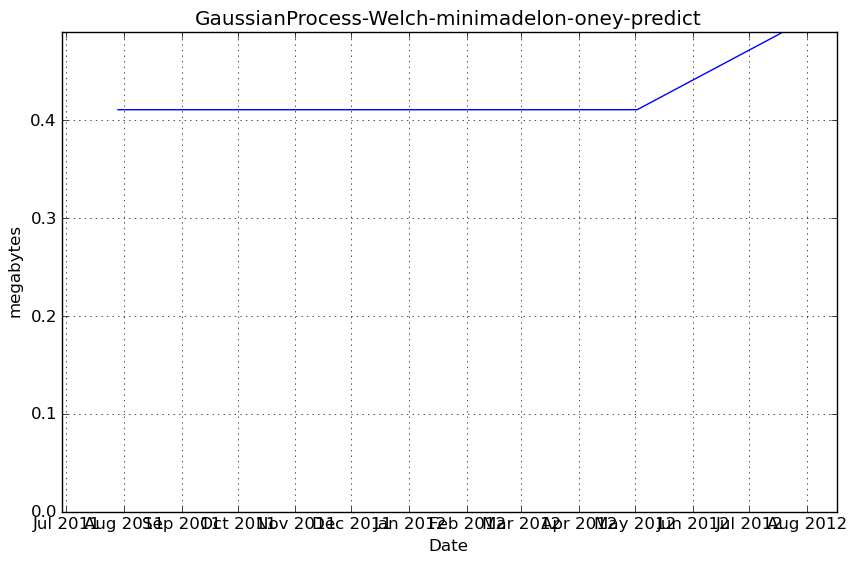 GaussianProcess-Welch-minimadelon-oney-predict
megabytes
0.4
0.3
0.2
0.1
0.0
Jul 2011 Aug 2011 Sep 2011 Oct 2011 Nov 2011 Dec 2011 Jan 2012 Feb 2012 Mar 2012 Apr 2012 May 2012 Jun 2012 Jul 2012 Aug 2012
Date